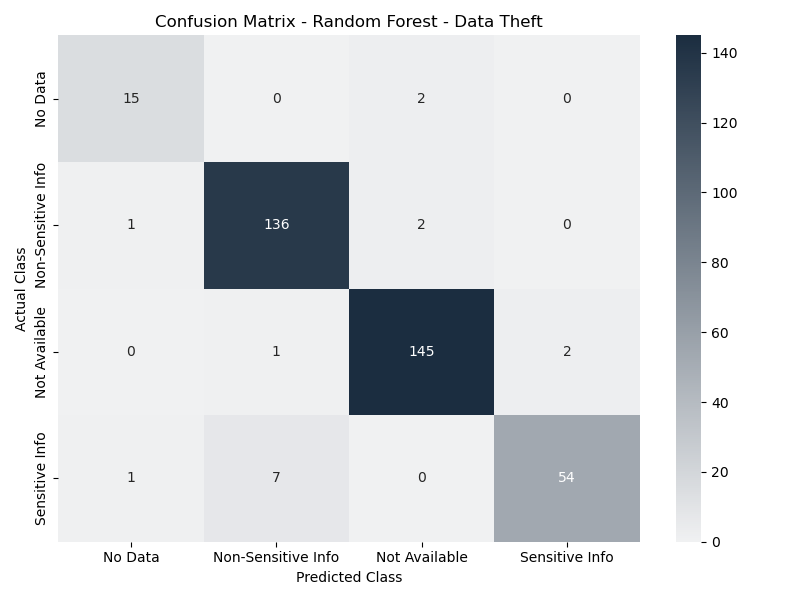 Confusion Matrix - Random Forest - Data Theft
Actual Class
No Data
15 0 2 0
Non-Sensitive Info
1 136 2 0
Not Available
0 1 145 2
Sensitive Info
1 7 0 54
No Data Non-Sensitive Info Not Available Sensitive Info
Predicted Class
140
120
100
80
60
40
20
0